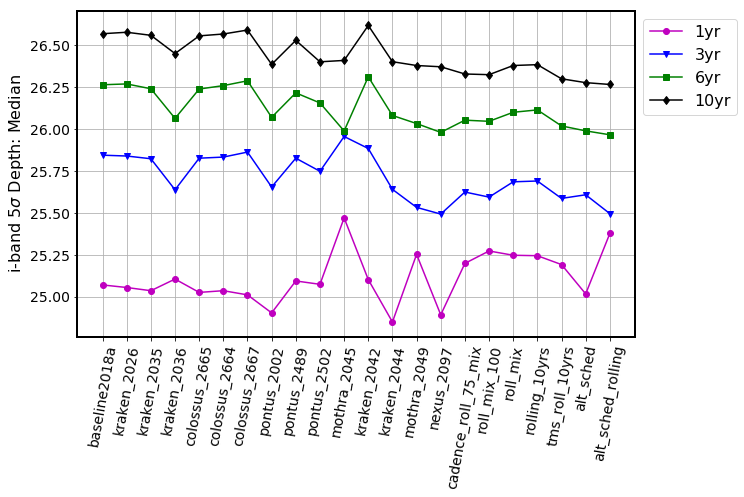 i-band 5σ Depth: Median
26.50
26.25
26.00
25.75
25.50
25.25
25.00
baseline2018a
kraken_2026
kraken_2035
kraken_2036
colossus_2665
colossus_2664
colossus_2667
pontus_2002
pontus_2489
pontus_2502
mothra_2045
kraken_2042
kraken_2044
mothra_2049
nexus_2097
cadence_roll_75_mix
roll_mix_100
roll_mix
rolling_10yrs
tms_roll_10yrs
alt_sched
alt_sched_rolling
1yr
3yr
6yr
10yr